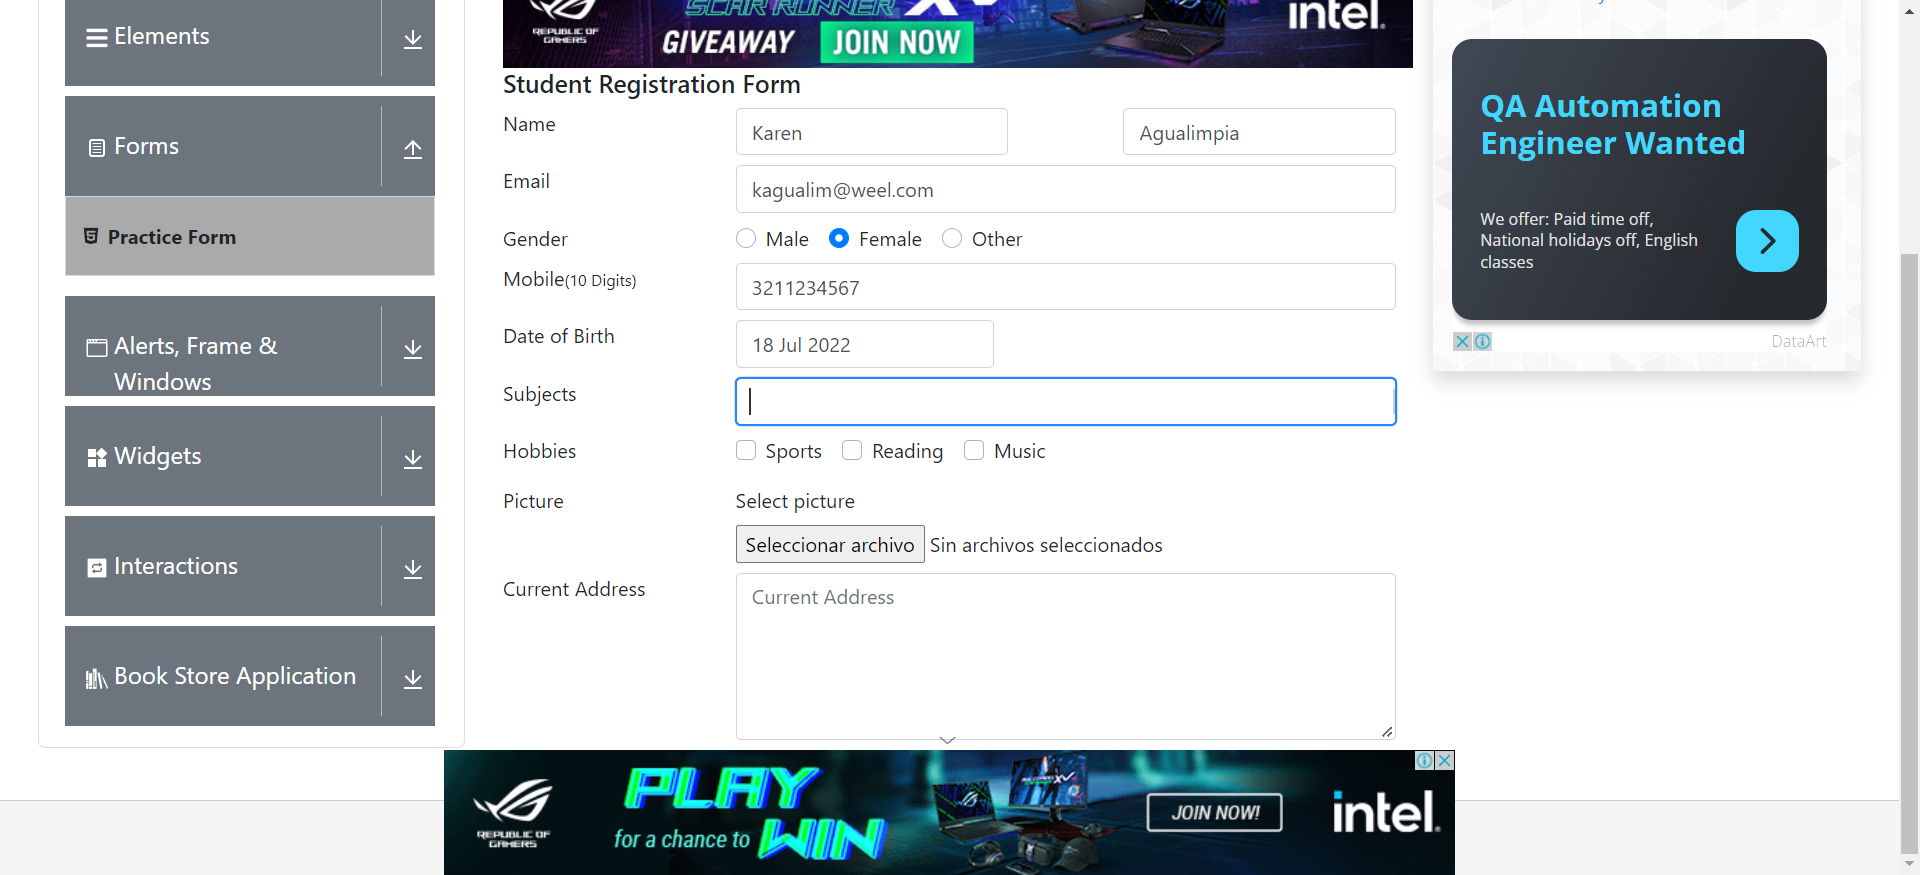 Elements
Forms
Practice Form
Alerts, Frame &
Windows
Widgets
Interactions
Book Store Application
REPUBLIC OF
GAMERS
SCAR RUNNER XV
GIVEAWAY
JOIN NOW
intel.
Student Registration Form
Name
Karen
Agualimpia
Email
kagualim@weel.com
Gender
Male
Female
Other
Mobile(10 Digits)
3211234567
Date of Birth
18 Jul 2022
Subjects
Hobbies
Sports
Reading
Music
Picture
Select picture
Seleccionar archivo
Sin archivos seleccionados
Current Address
Current Address
QA Automation
Engineer Wanted
We offer: Paid time off,
National holidays off, English
classes
DataArt
REPUBLIC OF
GAMERS
PLAY
for a chance to WIN
JOIN NOW!
intel.